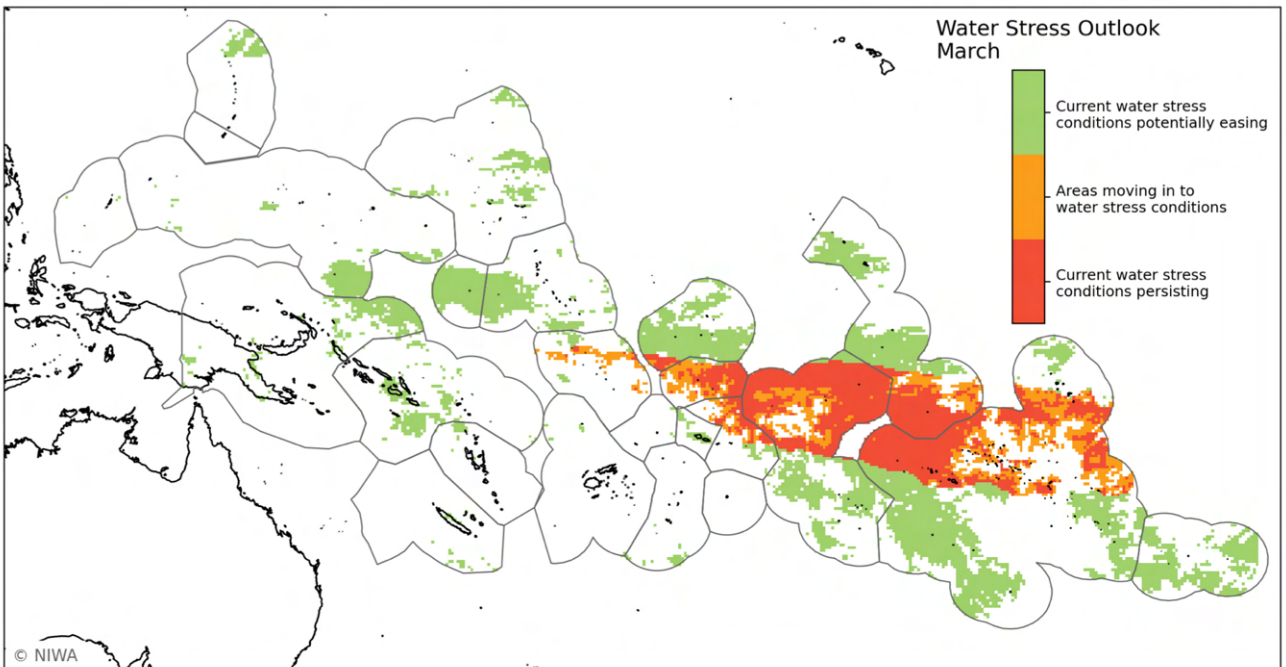 Water Stress Outlook
March
Current water stress
conditions potentially easing
Areas moving in to
water stress conditions
Current water stress
conditions persisting
© NIWA